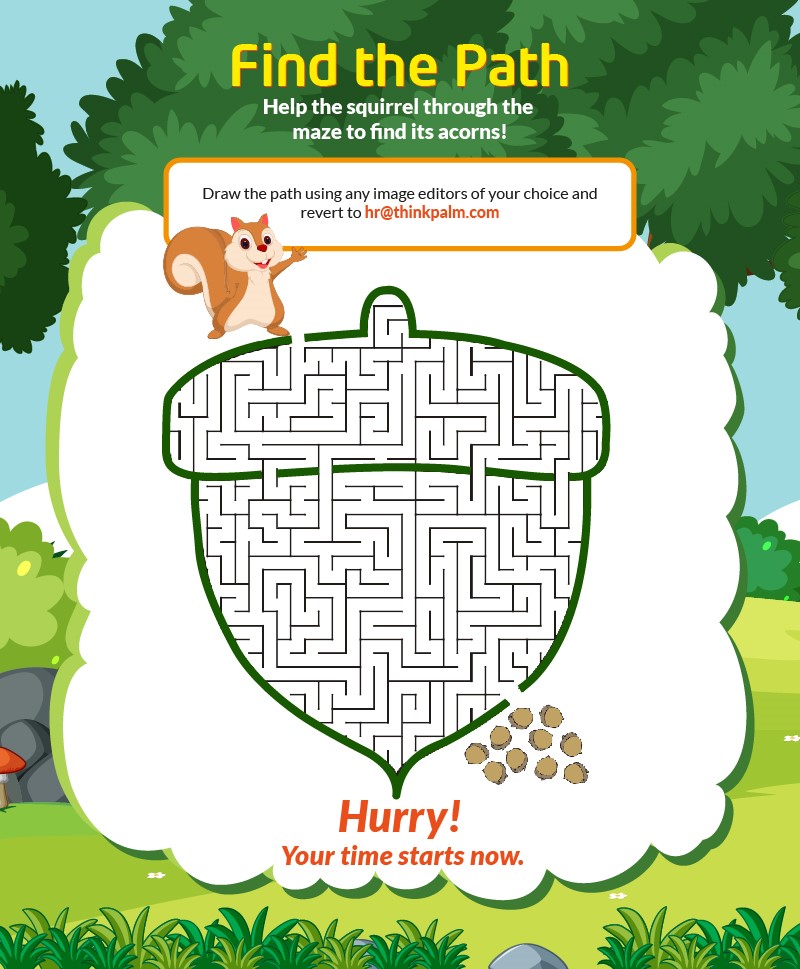 Find the Path
Help the squirrel through the
maze to find its acorns!
Draw the path using any image editors of your choice and
revert to hr@thinkpalm.com
Hurry!
Your time starts now.